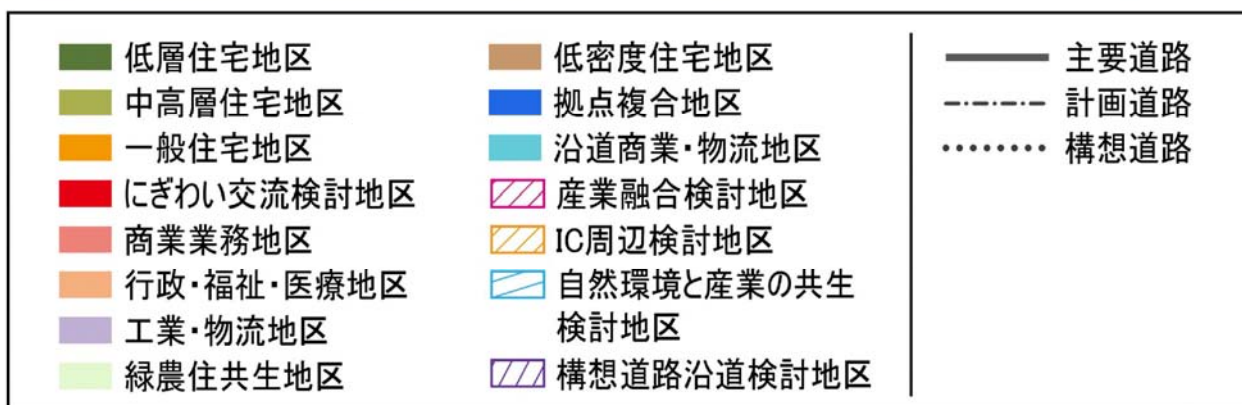 低層住宅地区
中高層住宅地区
一般住宅地区
にぎわい交流検討地区
商業業務地区
行政・福祉・医療地区
工業・物流地区
緑農住共生地区
低密度住宅地区
拠点複合地区
沿道商業・物流地区
産業融合検討地区
IC周辺検討地区
自然環境と産業の共生
検討地区
構想道路沿道検討地区
主要道路
計画道路
構想道路